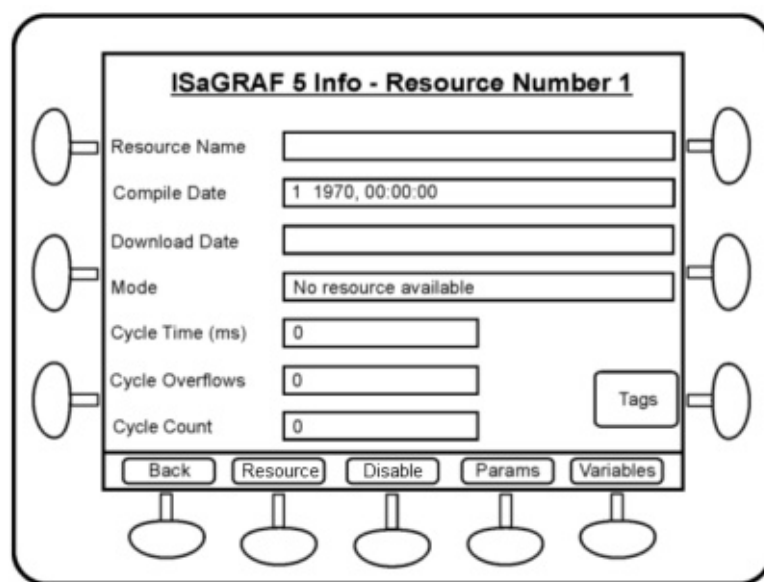 ISaGRAF 5 Info - Resource Number 1
Resource Name
Compile Date 1 1970, 00:00:00
Download Date
Mode No resource available
Cycle Time (ms) 0
Cycle Overflows 0
Tags
Cycle Count 0
Back Resource Disable Params Variables